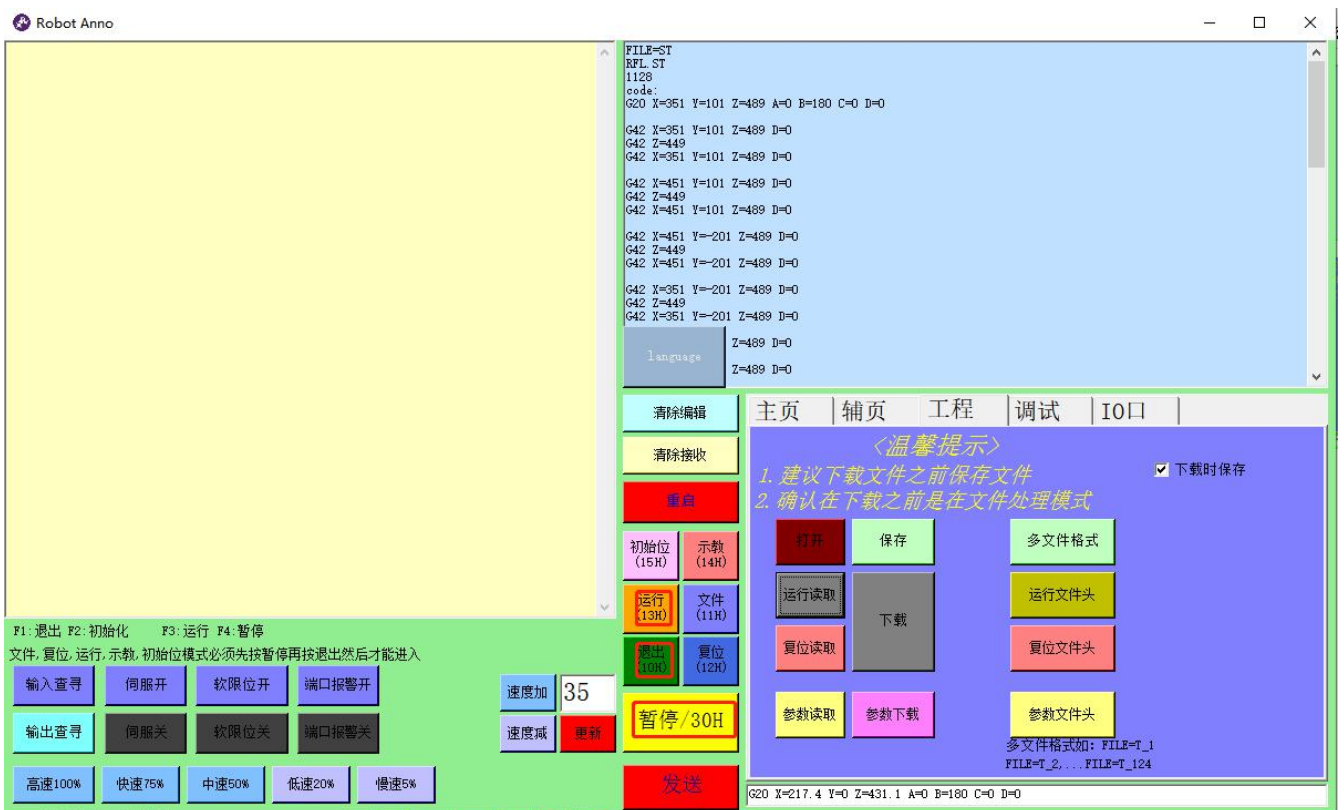 Robot Anno
FILE=ST
RFL.ST
1128
code:
G20 X=351 Y=101 Z=489 A=0 B=180 C=0 D=0
G42 X=351 Y=101 Z=489 D=0
G42 Z=449
G42 X=351 Y=101 Z=489 D=0
G42 X=451 Y=101 Z=489 D=0
G42 Z=449
G42 X=451 Y=101 Z=489 D=0
G42 X=451 Y=-201 Z=489 D=0
G42 Z=449
G42 X=451 Y=-201 Z=489 D=0
G42 X=351 Y=-201 Z=489 D=0
G42 Z=449
G42 X=351 Y=-201 Z=489 D=0
Z=489 D=0
language
Z=489 D=0
清除编辑
清除接收
重启
初始位
(15H)
示教
(14H)
运行
(13H)
文件
(11H)
退出
(10H)
复位
(12H)
暂停/30H
发送
主页
辅页
工程
调试
IO口
<温馨提示>
1.建议下载文件之前保存文件
2.确认在下载之前是在文件处理模式
下载时保存
打开
保存
多文件格式
运行读取
下载
运行文件头
复位读取
复位文件头
参数读取
参数下载
参数文件头
多文件格式如: FILE=T_1
FILE=T_2,...FILE=T_124
G20 X=217.4 Y=0 Z=431.1 A=0 B=180 C=0 D=0
F1:退出 F2:初始化 F3:运行 F4:暂停
文件,复位,运行,示教,初始位模式必须先按暂停再按退出然后才能进入
输入查寻
伺服开
软限位开
端口报警开
速度加
35
输出查寻
伺服关
软限位关
端口报警关
速度减
更新
高速100%
快速75%
中速50%
低速20%
慢速5%